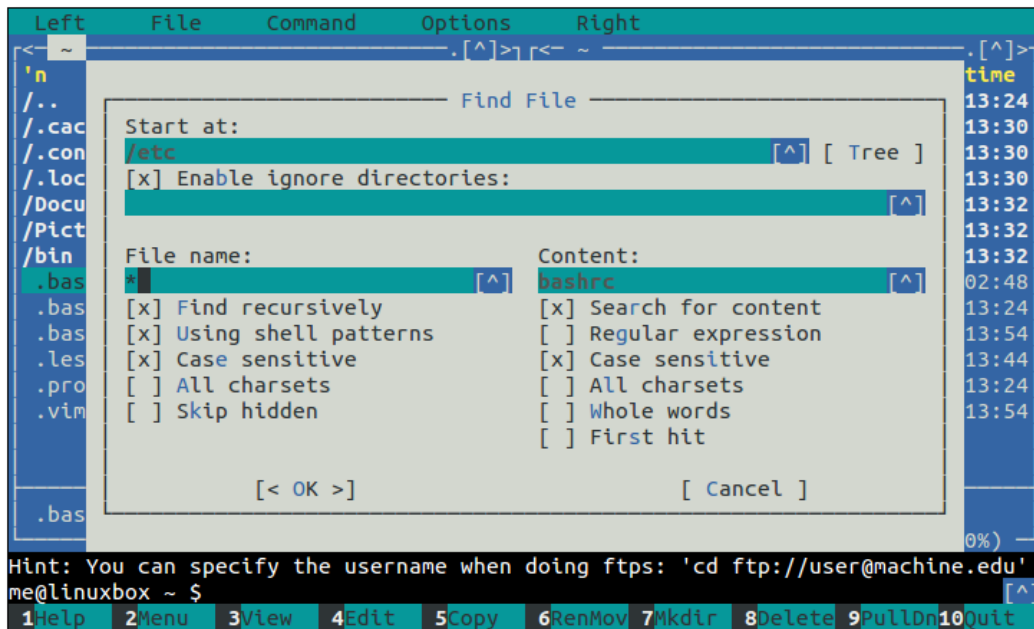 Left File Command Options Right
<─ ~ .[^]> <─ ~ .[^]>
'n time
/.. Find File 13:24
/.cac Start at: 13:30
/.con /etc [^] [ Tree ] 13:30
/.loc [x] Enable ignore directories: 13:30
/Docu [^] 13:32
/Pict 13:32
/bin File name: Content: 13:32
.bas * [^] bashrc [^] 02:48
.bas [x] Find recursively [x] Search for content 13:24
.bas [x] Using shell patterns [ ] Regular expression 13:54
.les [x] Case sensitive [x] Case sensitive 13:44
.pro [ ] All charsets [ ] All charsets 13:24
.vim [ ] Skip hidden [ ] Whole words 13:54
[ ] First hit
[< OK >] [ Cancel ]
.bas
0%)
Hint: You can specify the username when doing ftps: 'cd ftp://user@machine.edu'
me@linuxbox ~ $ [^]
1Help 2Menu 3View 4Edit 5Copy 6RenMov 7Mkdir 8Delete 9PullDn 10Quit